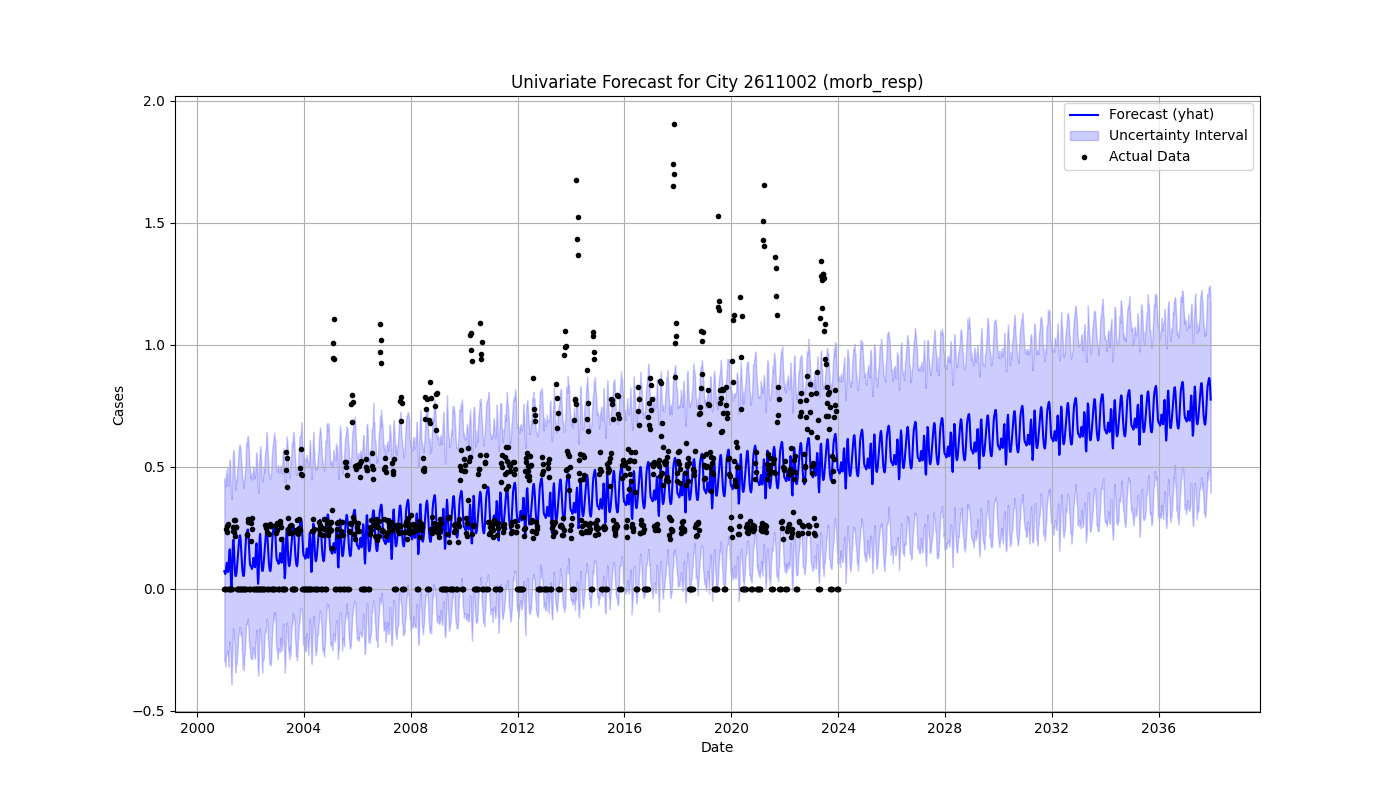 Univariate Forecast for City 2611002 (morb_resp)
Forecast (yhat)
Uncertainty Interval
Actual Data
Cases
2.0
1.5
1.0
0.5
0.0
−0.5
2000 2004 2008 2012 2016 2020 2024 2028 2032 2036
Date